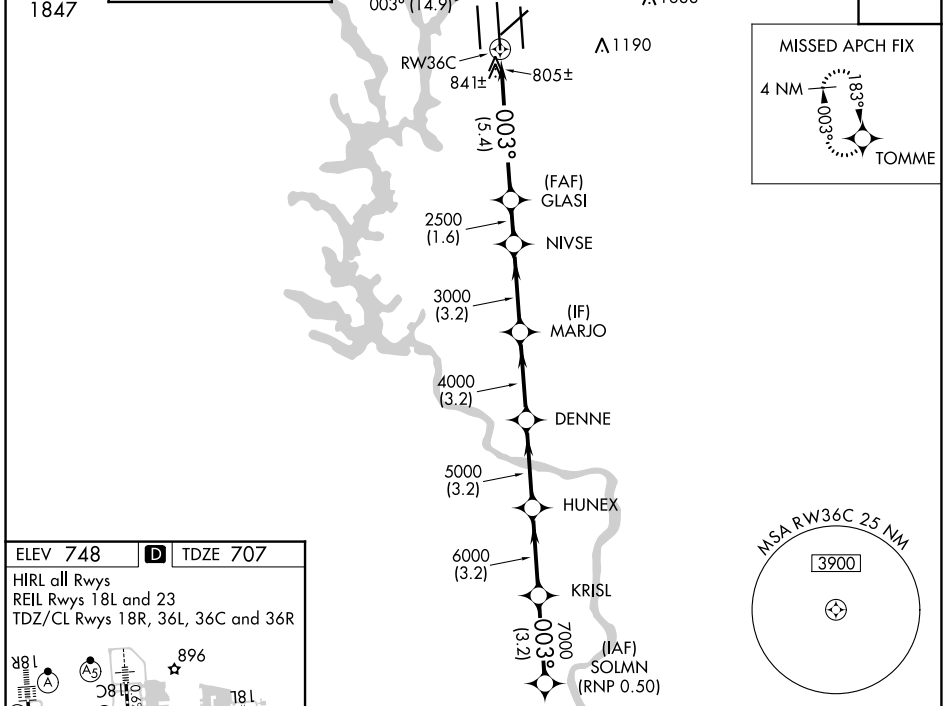 1847
003° (14.9)
1190
RW36C
841±
805±
003°
(5.4)
MISSED APCH FIX
4 NM
183°
003°
TOMME
(FAF)
GLASI
2500
(1.6)
NIVSE
3000
(3.2)
(IF)
MARJO
4000
(3.2)
DENNE
5000
(3.2)
HUNEX
6000
(3.2)
KRISL
003°
7000
(3.2)
(IAF)
SOLMN
(RNP 0.50)
MSA RW36C 25 NM
3900
ELEV 748 D TDZE 707
HIRL all Rwys
REIL Rwys 18L and 23
TDZ/CL Rwys 18R, 36L, 36C and 36R
18R
A
A5
18C
896
18L